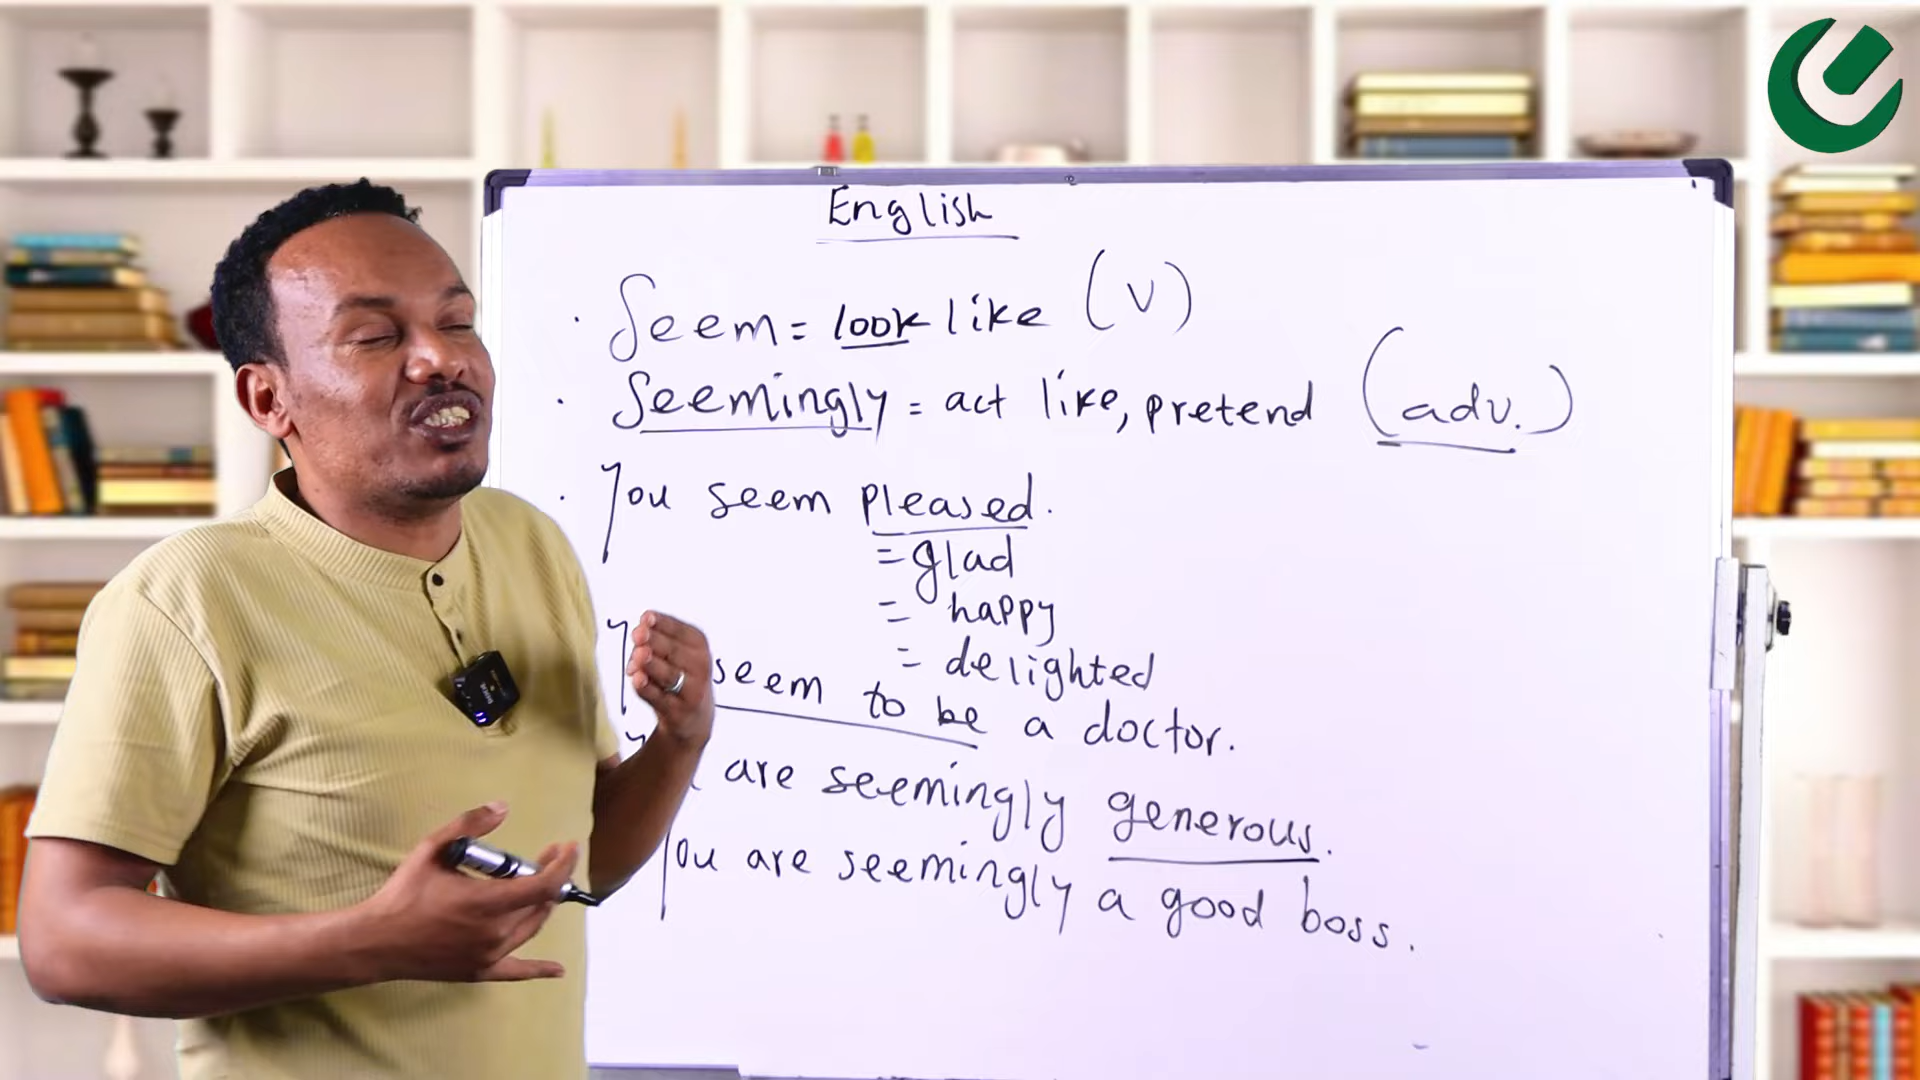 English
· Seem = look like (v)
· Seemingly = act like, pretend (adv.)
· You seem pleased.
= glad
= happy
= delighted
seem to be a doctor.
are seemingly generous.
You are seemingly a good boss.